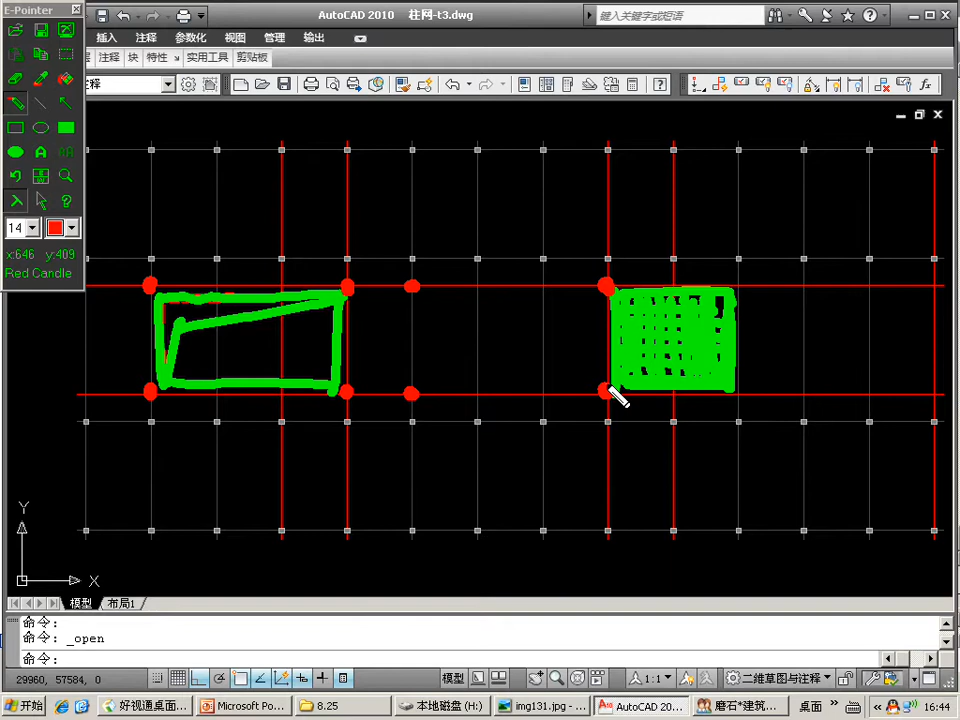 E-Pointer
AutoCAD 2010 柱网-t3.dwg
键入关键字或短语
插入 注释 参数化 视图 管理 输出
注释 块 特性 实用工具 剪贴板
注释
14
x:646 y:409
Red Candle
Y
X
模型 布局1
命令:
命令: _open
命令:
29960, 57584, 0
模型
1:1
二维草图与注释
开始
好视通桌面...
Microsoft Po...
8.25
本地磁盘 (H:)
img131.jpg - ...
AutoCAD 20...
磨石*建筑...
桌面
16:44